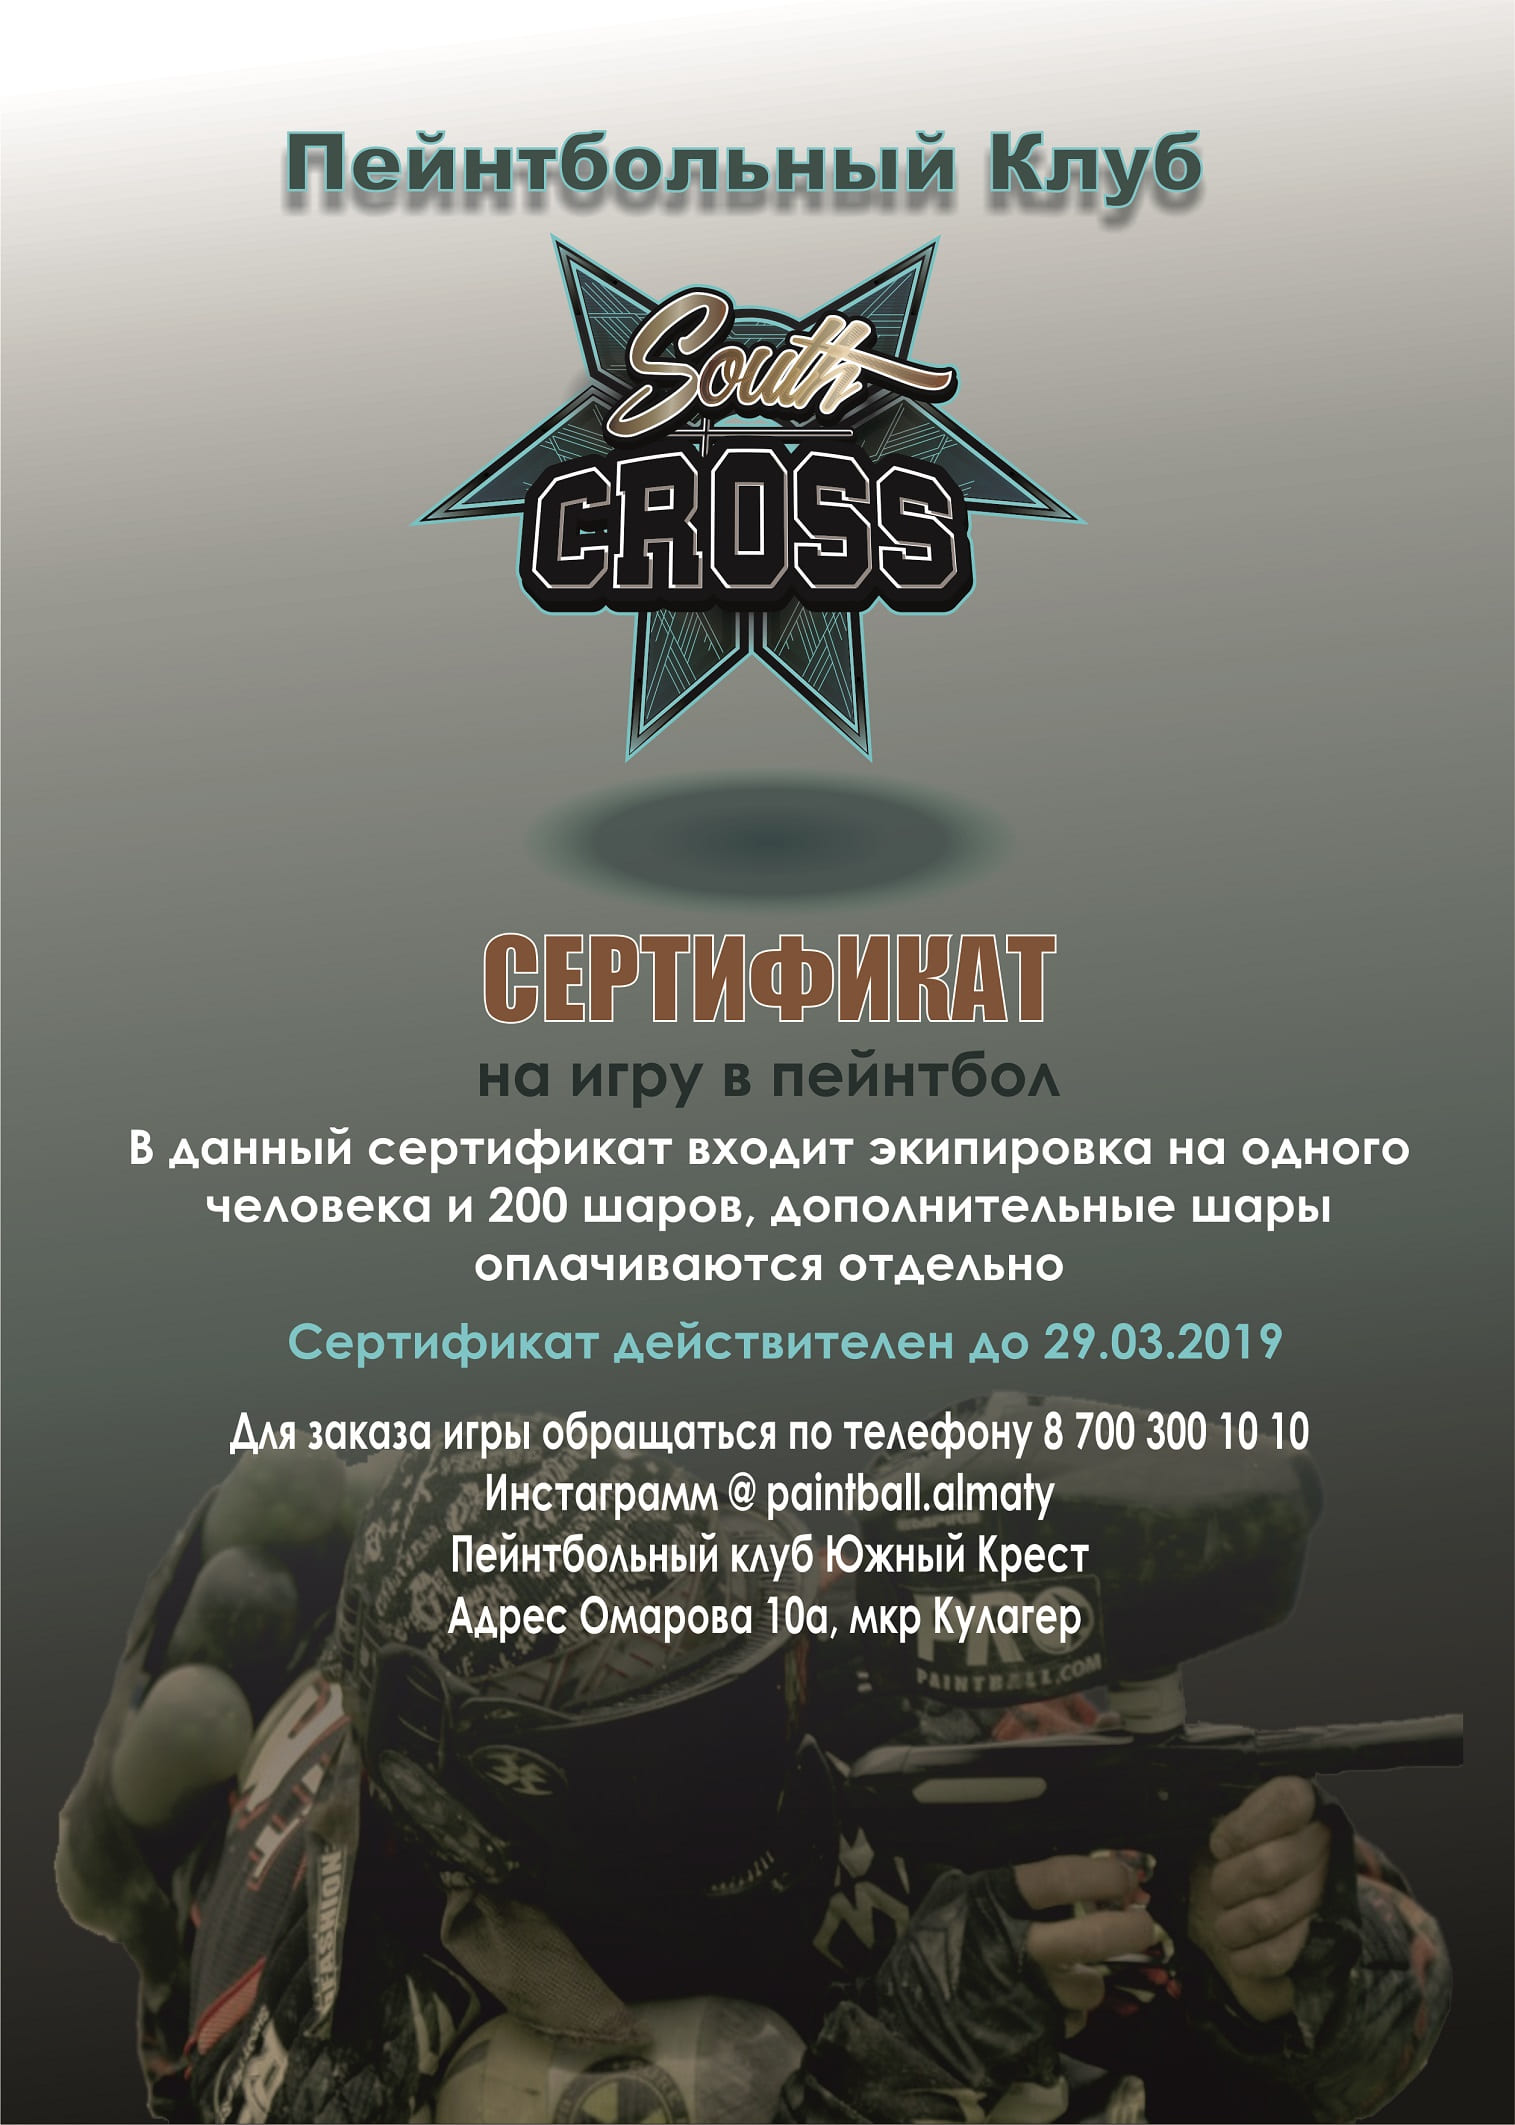 Пейнтбольный Клуб
South
CROSS
СЕРТИФИКАТ
на игру в пейнтбол
В данный сертификат входит экипировка на одного
человека и 200 шаров, дополнительные шары
оплачиваются отдельно
Сертификат действителен до 29.03.2019
Для заказа игры обращаться по телефону 8 700 300 10 10
Инстаграмм @ paintball.almaty
Пейнтбольный клуб Южный Крест
Адрес Омарова 10а, мкр Кулагер
PRO
PAINTBALL.COM
FASHION